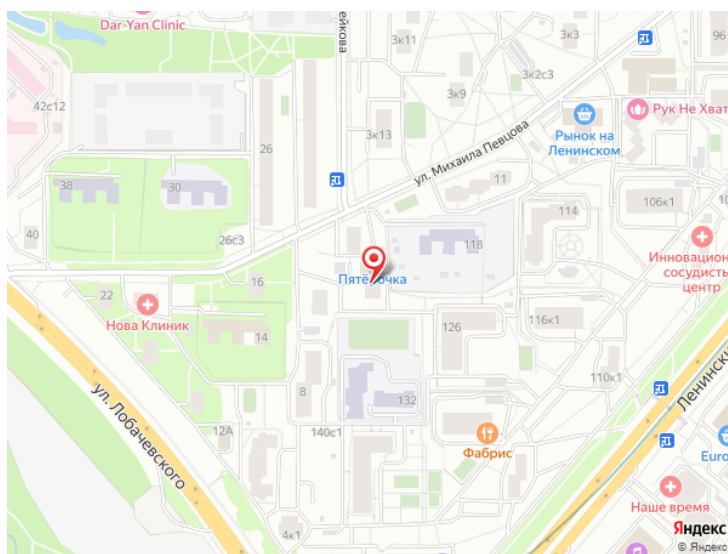 Dar-Yan Clinic
ейкова
3к3
96
3к11
3к2с3
3к9
42с12
Рук Не Хват
Рынок на
Ленинском
3к13
26
ул. Михаила Певцова
11
38
30
106к1
114
40
26с3
118
Инновацион
сосудисты
центр
Пятёрочка
16
22
Нова Клиник
14
126
116к1
110к1
8
132
ул. Лобачевского
Ленинск
12А
140с1
Фабрис
Euro
Наше время
4к1
Яндекс
© Яндекс